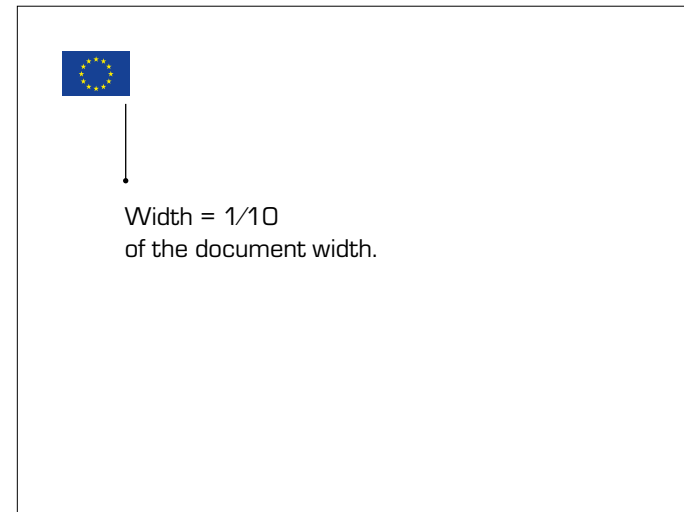 Width = 1/10
of the document width.